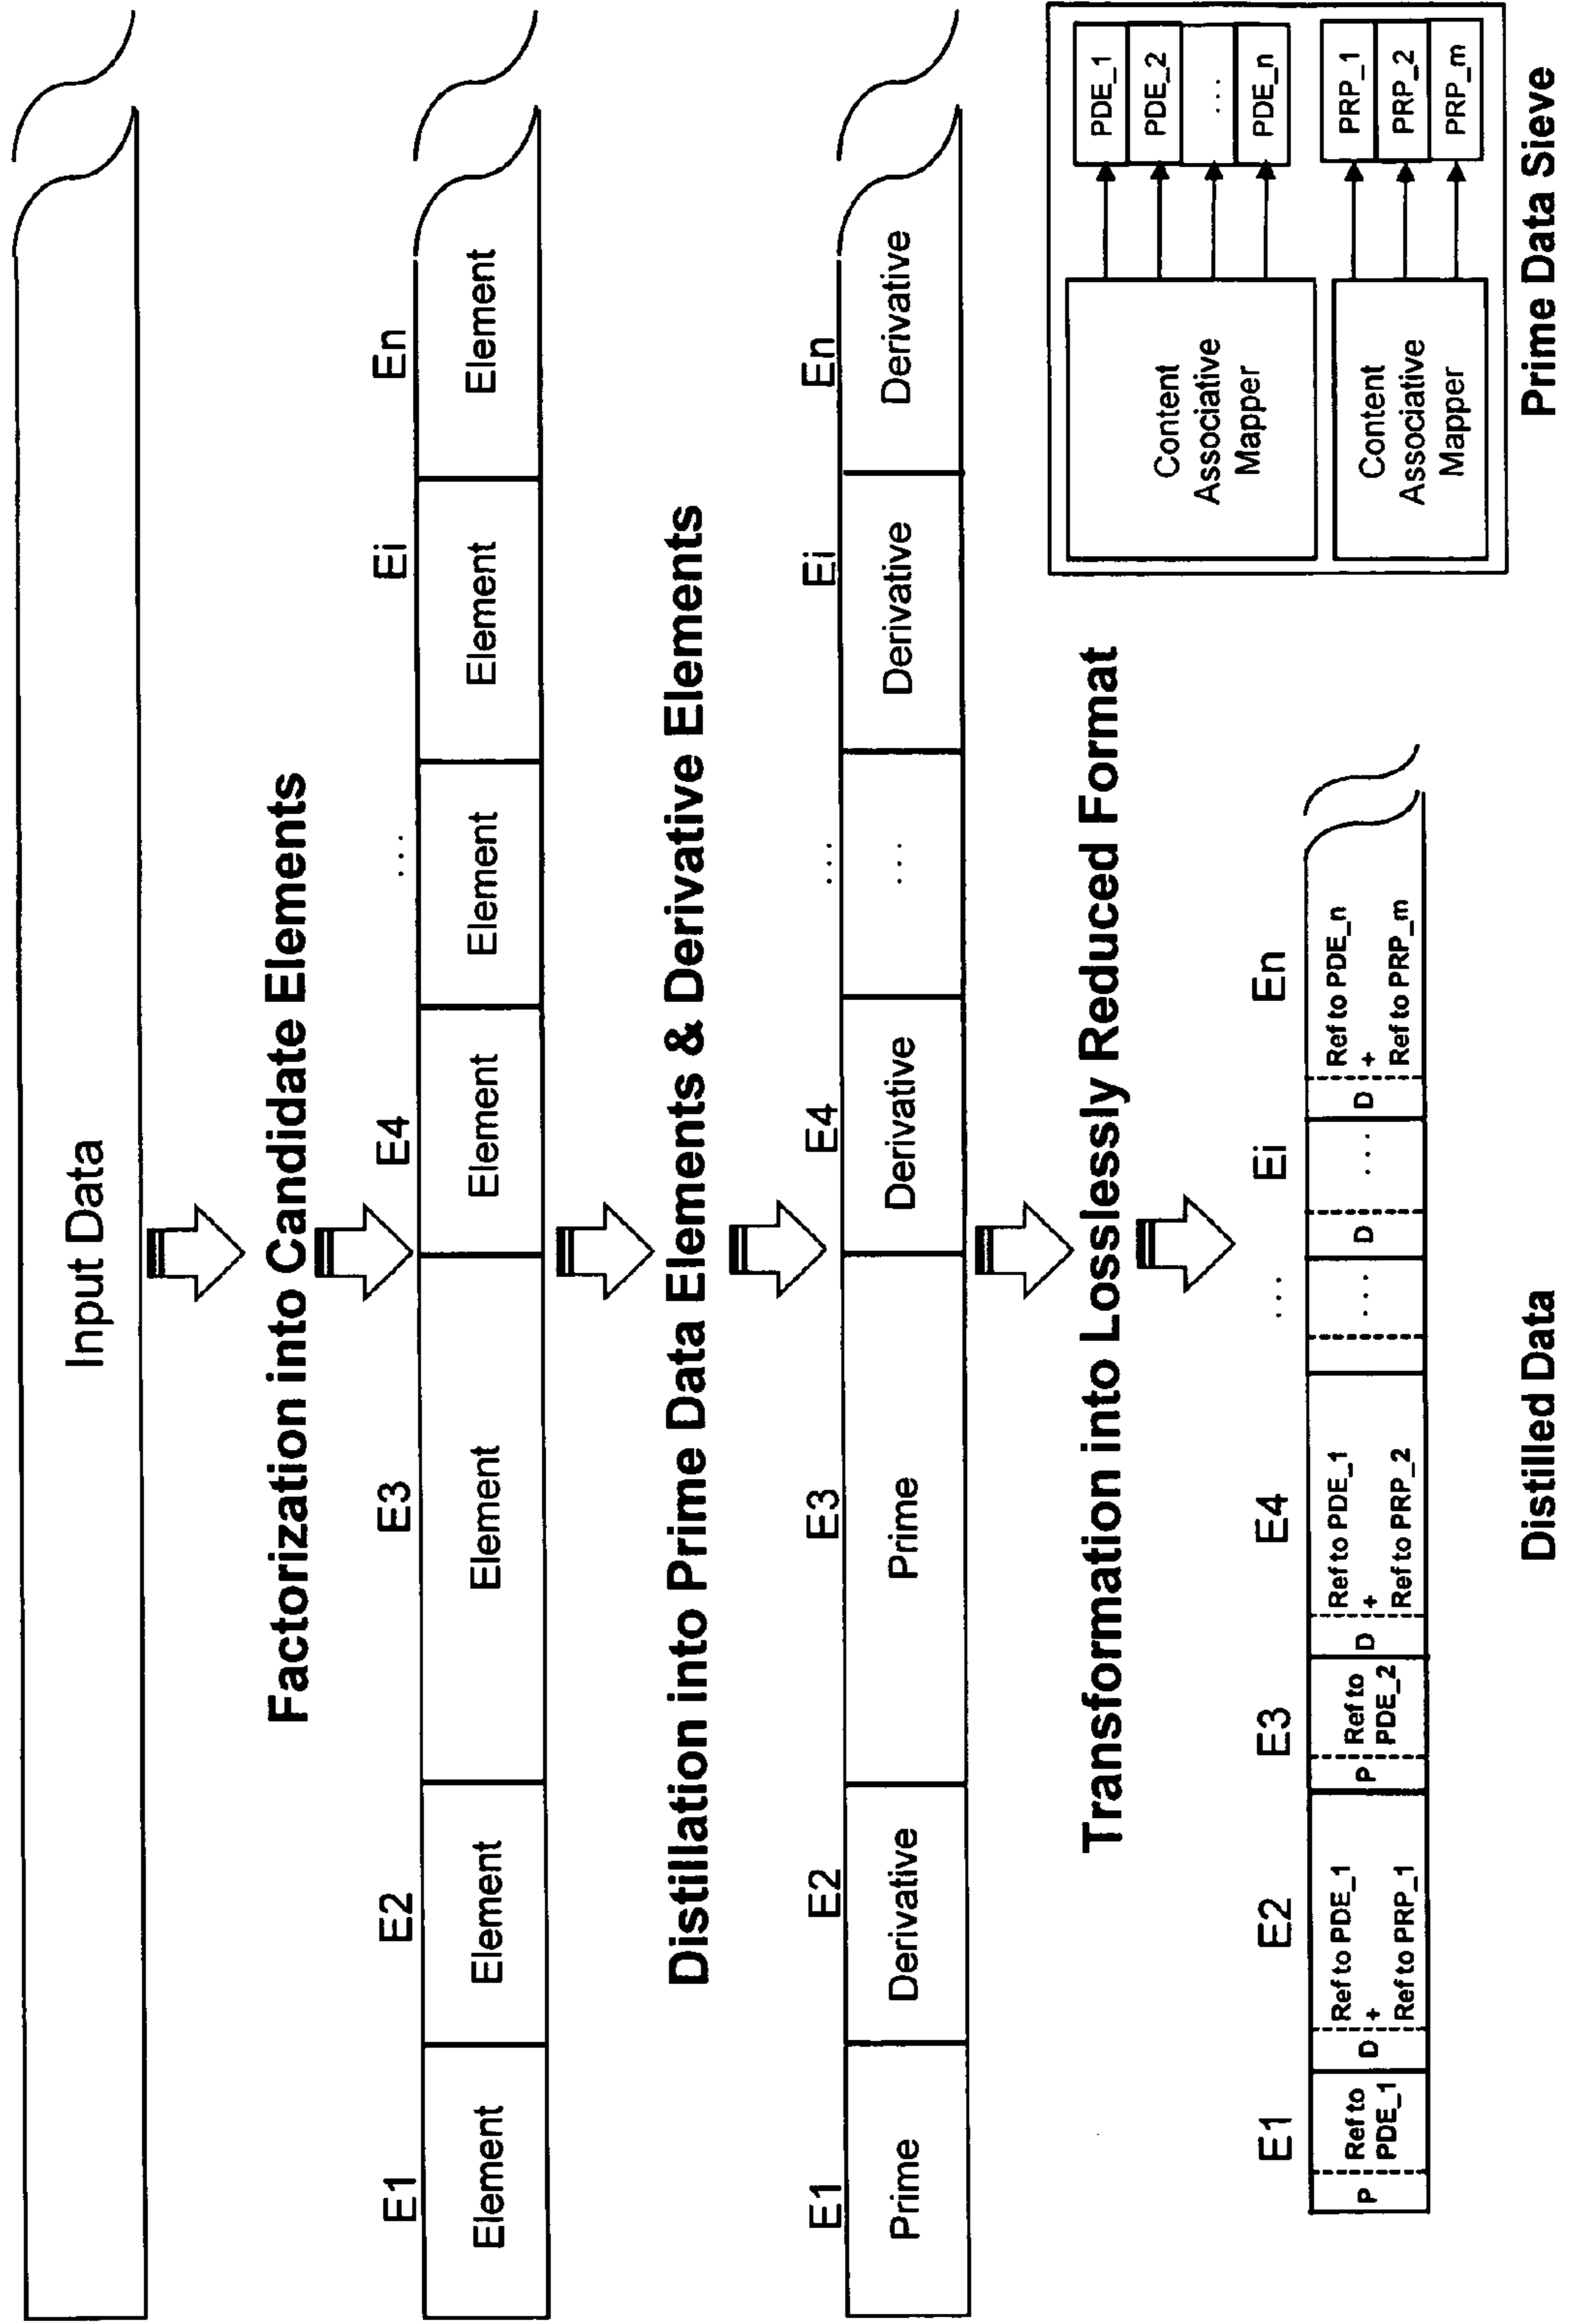 Input Data
Factorization into Candidate Elements
E1 E2 E3 E4 ... Ei En
Element Element Element Element Element Element Element
Distillation into Prime Data Elements & Derivative Elements
E1 E2 E3 E4 ... Ei En
Prime Derivative Prime Derivative ... Derivative Derivative
Transformation into Losslessly Reduced Format
E1 E2 E3 E4 ... Ei En
P
Ref to
PDE_1
D
Ref to PDE_1
+
Ref to PRP_1
P
Ref to
PDE_2
D
Ref to PDE_1
+
Ref to PRP_2
...
D
...
D
Ref to PDE_n
+
Ref to PRP_m
Distilled Data
Content
Associative
Mapper
PDE_1
PDE_2
...
PDE_n
Content
Associative
Mapper
PRP_1
PRP_2
PRP_m
Prime Data Sieve